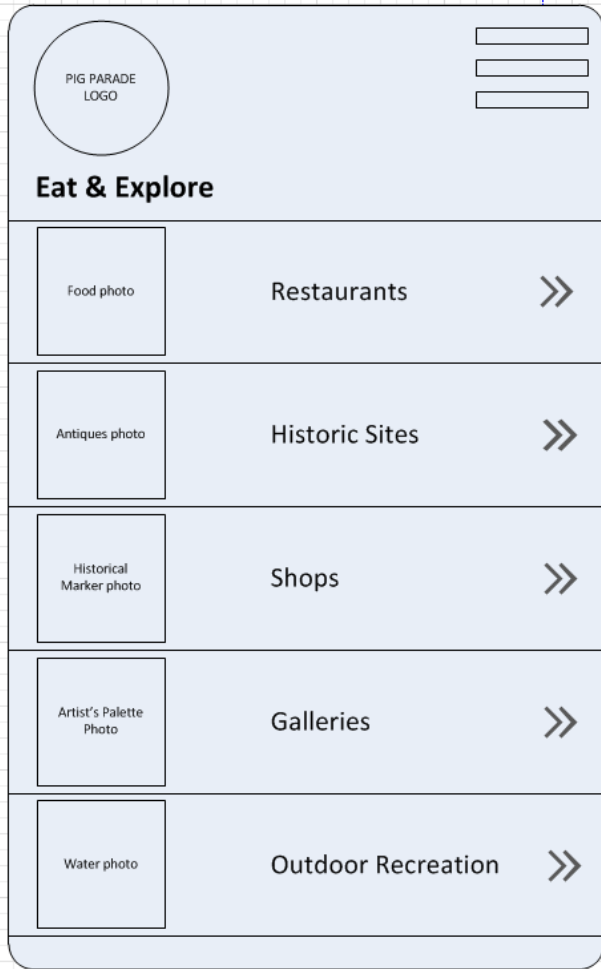 PIG PARADE
LOGO
Eat & Explore
Food photo
Restaurants
Antiques photo
Historic Sites
Historical
Marker photo
Shops
Artist's Palette
Photo
Galleries
Water photo
Outdoor Recreation